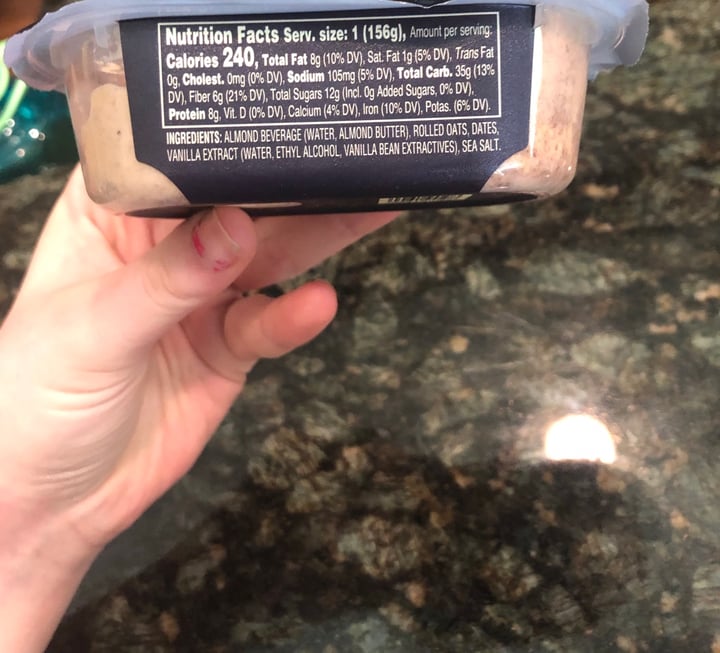 Nutrition Facts Serv. size: 1 (156g), Amount per serving:
Calories 240, Total Fat 8g (10% DV), Sat. Fat 1g (5% DV), Trans Fat
0g, Cholest. 0mg (0% DV), Sodium 105mg (5% DV), Total Carb. 35g (13%
DV), Fiber 6g (21% DV), Total Sugars 12g (Incl. 0g Added Sugars, 0% DV),
Protein 8g, Vit. D (0% DV), Calcium (4% DV), Iron (10% DV), Potas. (6% DV).
INGREDIENTS: ALMOND BEVERAGE (WATER, ALMOND BUTTER), ROLLED OATS, DATES,
VANILLA EXTRACT (WATER, ETHYL ALCOHOL, VANILLA BEAN EXTRACTIVES), SEA SALT.